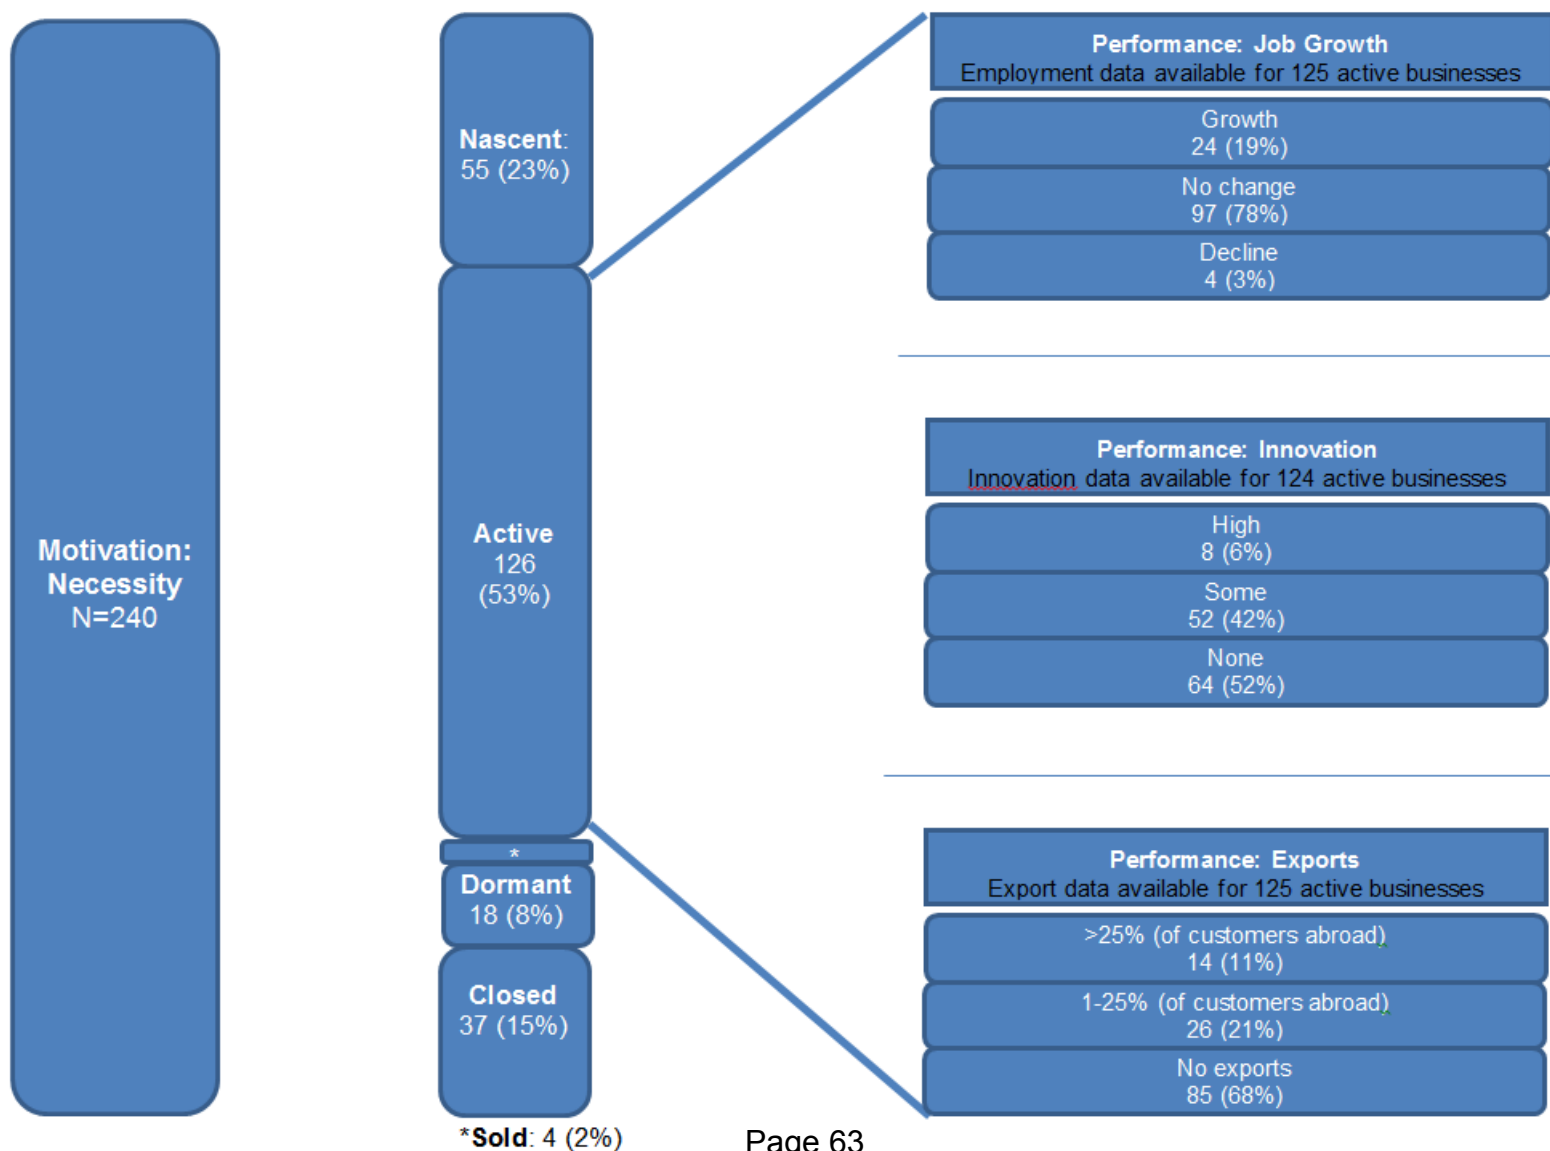 Motivation:
Necessity
N=240
Nascent:
55 (23%)
Active
126
(53%)
*
Dormant
18 (8%)
Closed
37 (15%)
*Sold: 4 (2%)
Performance: Job Growth
Employment data available for 125 active businesses
Growth
24 (19%)
No change
97 (78%)
Decline
4 (3%)
Performance: Innovation
Innovation data available for 124 active businesses
High
8 (6%)
Some
52 (42%)
None
64 (52%)
Performance: Exports
Export data available for 125 active businesses
>25% (of customers abroad)
14 (11%)
1-25% (of customers abroad)
26 (21%)
No exports
85 (68%)
Page 63